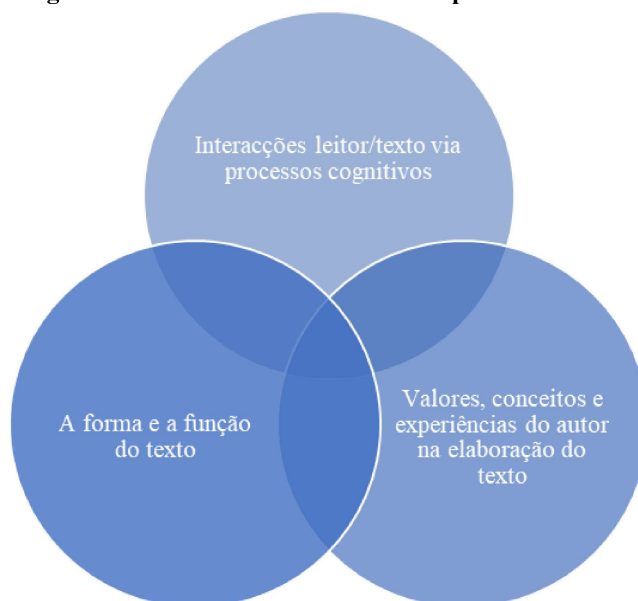 Interacções leitor/texto via
processos cognitivos
A forma e a função
do texto
Valores, conceitos e
experiências do autor
na elaboração do
texto